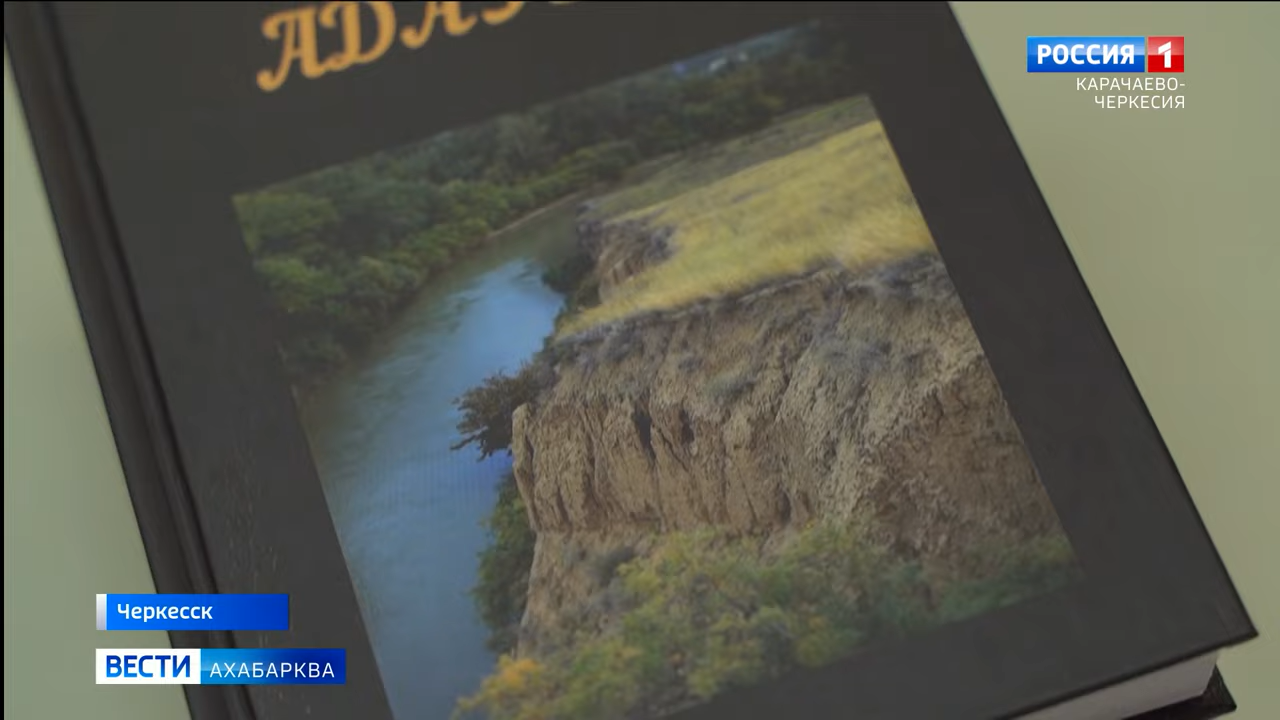 РОССИЯ 1
КАРАЧАЕВО-
ЧЕРКЕСИЯ
Черкесск
ВЕСТИ АХАБАРКВА